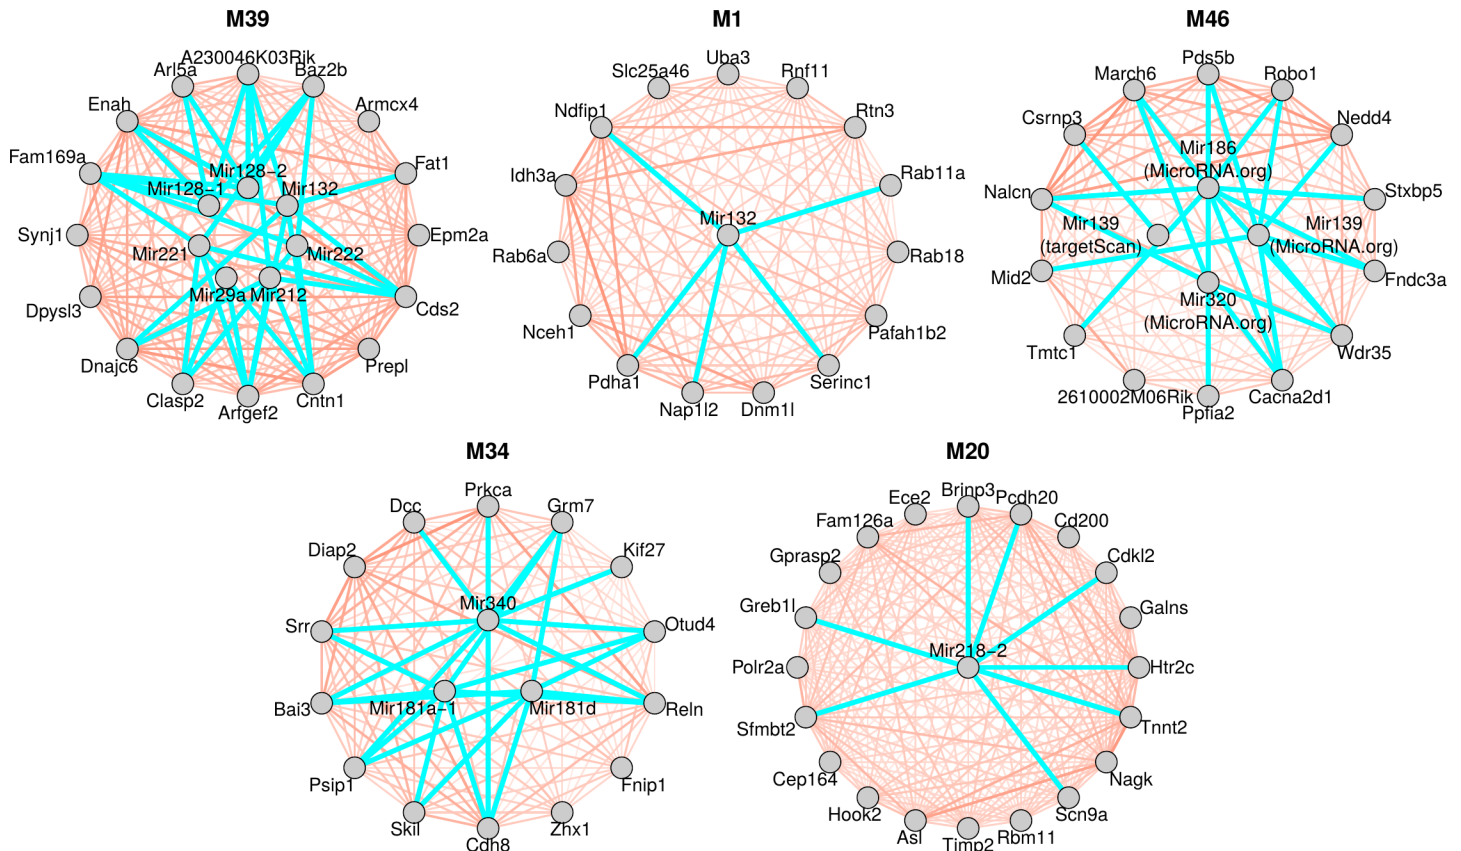 M39
A230046K03Rik
Arl5a
Baz2b
Enah
Armcx4
Fam169a
Fat1
Mir128−2
Mir128−1
Mir132
Synj1
Epm2a
Mir221
Mir222
Mir29a
Mir212
Dpysl3
Cds2
Dnajc6
Prepl
Clasp2
Cntn1
Arfgef2
M1
Uba3
Slc25a46
Rnf11
Ndfip1
Rtn3
Idh3a
Rab11a
Mir132
Rab6a
Rab18
Nceh1
Pafah1b2
Pdha1
Serinc1
Nap1l2
Dnm1l
M46
Pds5b
March6
Robo1
Csrnp3
Nedd4
Mir186
(MicroRNA.org)
Nalcn
Stxbp5
Mir139
(targetScan)
Mir139
(MicroRNA.org)
Mid2
Fndc3a
Mir320
(MicroRNA.org)
Tmtc1
Wdr35
2610002M06Rik
Cacna2d1
Ppfia2
M34
Prkca
Dcc
Grm7
Diap2
Kif27
Mir340
Srr
Otud4
Bai3
Mir181a−1
Mir181d
Reln
Psip1
Fnip1
Skil
Zhx1
Cdh8
M20
Brinp3
Ece2
Pcdh20
Fam126a
Cd200
Gprasp2
Cdkl2
Greb1l
Galns
Mir218−2
Polr2a
Htr2c
Sfmbt2
Tnnt2
Cep164
Nagk
Hook2
Scn9a
Asl
Rbm11
Timp2